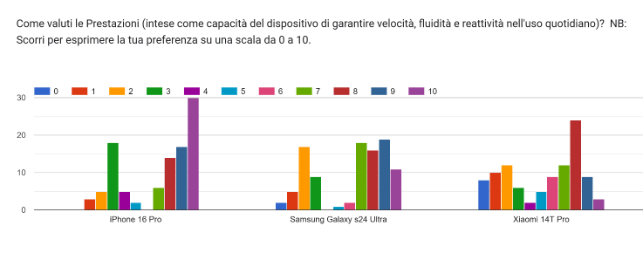 Come valuti le Prestazioni (intese come capacità del dispositivo di garantire velocità, fluidità e reattività nell'uso quotidiano)?  NB:
Scorri per esprimere la tua preferenza su una scala da 0 a 10.
0 1 2 3 4 5 6 7 8 9 10
30
20
10
0
iPhone 16 Pro Samsung Galaxy s24 Ultra Xiaomi 14T Pro